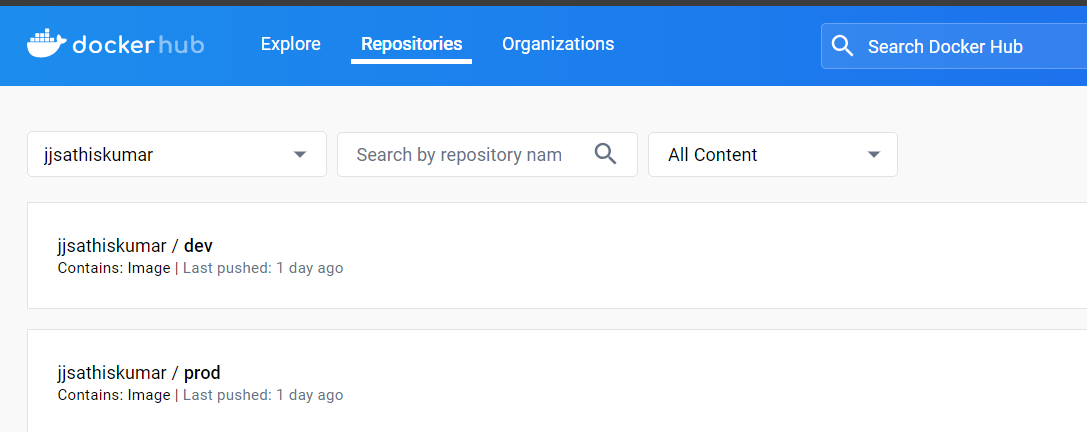 dockerhub Explore Repositories Organizations Search Docker Hub
jjsathiskumar Search by repository nam All Content
jjsathiskumar / dev
Contains: Image | Last pushed: 1 day ago
jjsathiskumar / prod
Contains: Image | Last pushed: 1 day ago